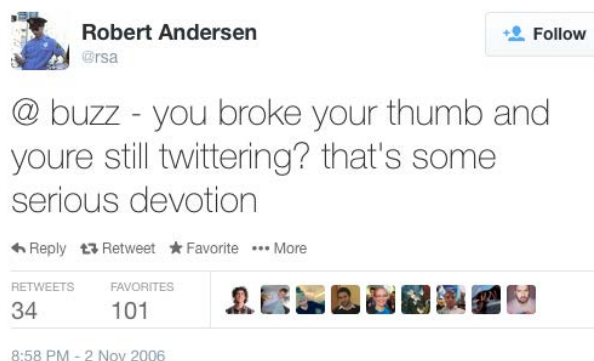 Robert Andersen
@rsa
Follow
@ buzz - you broke your thumb and
youre still twittering? that's some
serious devotion
Reply Retweet Favorite More
RETWEETS FAVORITES
34 101
8:58 PM - 2 Nov 2006